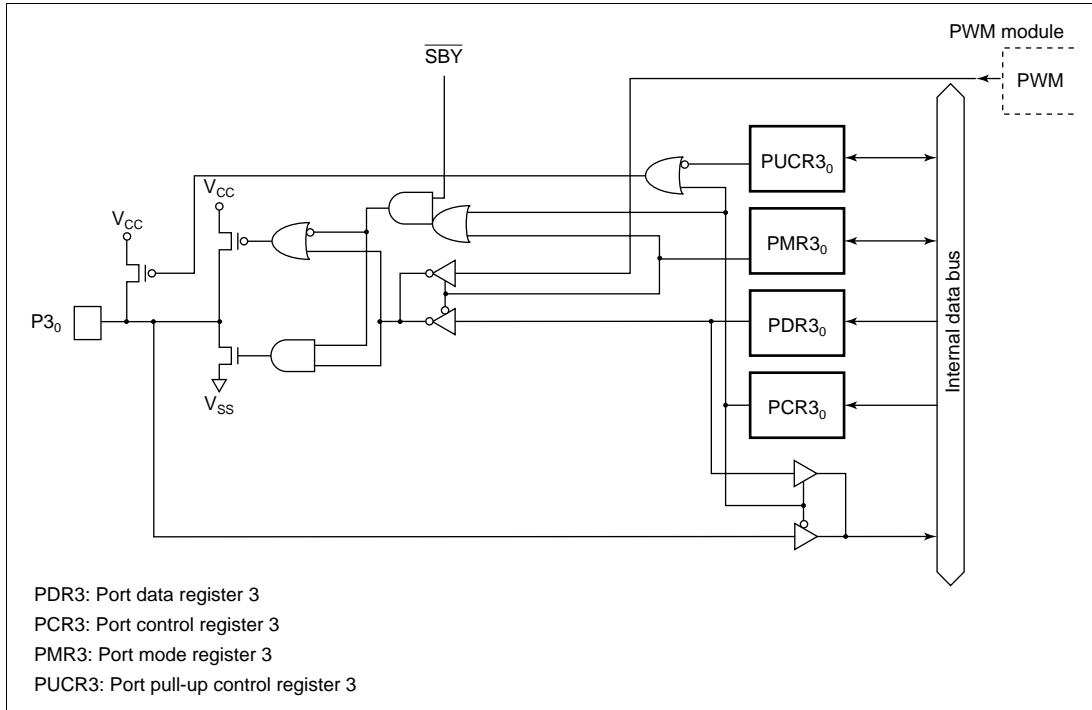 PWM module
PWM
SBY
PUCR3₀
V_CC
V_CC
PMR3₀
P3₀
PDR3₀
Internal data bus
V_SS
PCR3₀
PDR3: Port data register 3
PCR3: Port control register 3
PMR3: Port mode register 3
PUCR3: Port pull-up control register 3